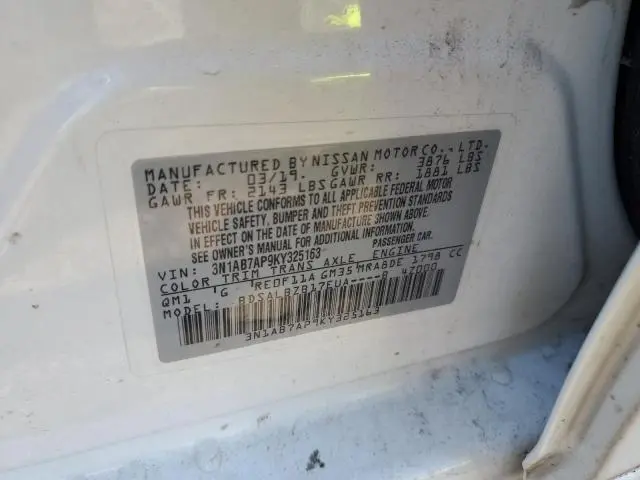 MANUFACTURED BY NISSAN MOTOR CO., LTD.
DATE: 03/19. GVWR: 3876 LBS
GAWR FR: 2143 LBS GAWR RR: 1881 LBS
THIS VEHICLE CONFORMS TO ALL APPLICABLE FEDERAL MOTOR
VEHICLE SAFETY, BUMPER AND THEFT PREVENTION STANDARDS IN
EFFECT ON THE DATE OF MANUFACTURE SHOWN ABOVE.
SEE OWNER'S MANUAL FOR ADDITIONAL INFORMATION.
VIN: 3N1AB7AP9KY325163 PASSENGER CAR.
COLOR TRIM TRANS AXLE ENGINE
QM1 G RE0F11A GM35 MRA8DE 1798 CC
MODEL: BDSALBZB17EUA----B 4Z000
3N1AB7AP9KY325163